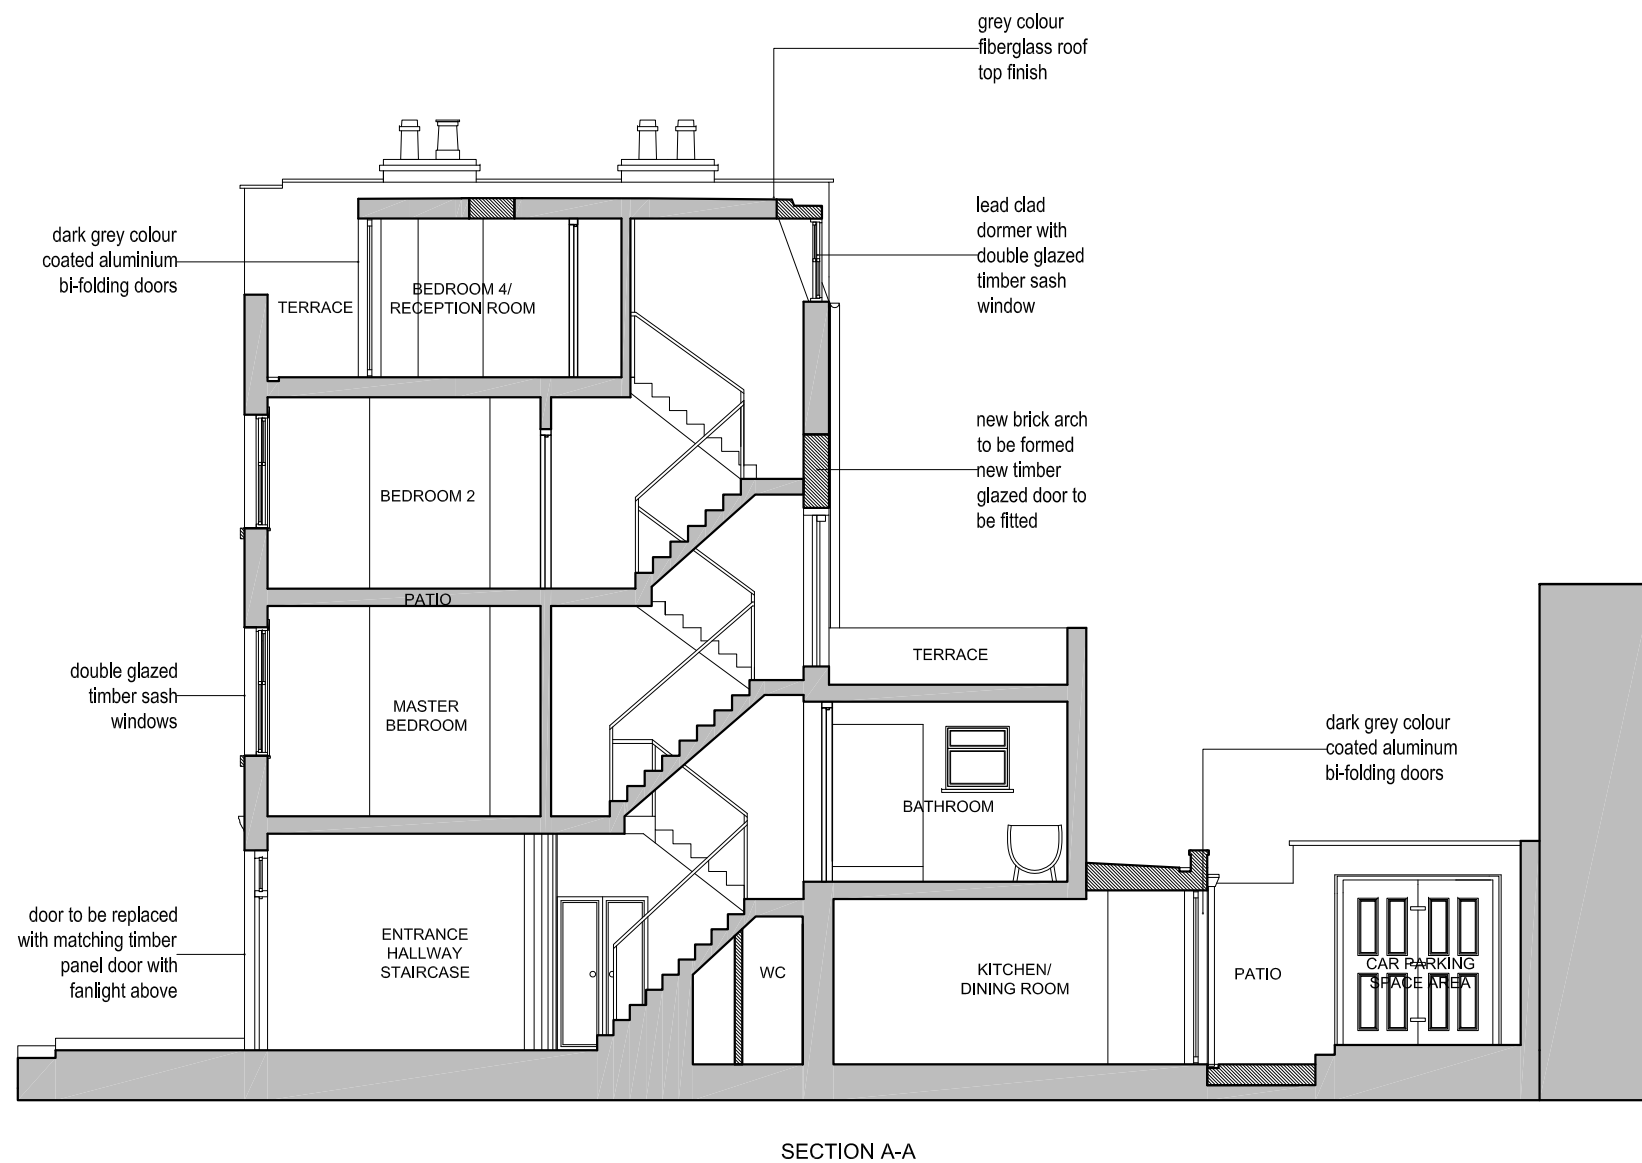 grey colour
fiberglass roof
top finish
dark grey colour
coated aluminium
bi-folding doors
lead clad
dormer with
double glazed
timber sash
window
TERRACE
BEDROOM 4/
RECEPTION ROOM
new brick arch
to be formed
new timber
glazed door to
be fitted
BEDROOM 2
PATIO
double glazed
timber sash
windows
MASTER
BEDROOM
TERRACE
dark grey colour
coated aluminum
bi-folding doors
BATHROOM
door to be replaced
with matching timber
panel door with
fanlight above
ENTRANCE
HALLWAY
STAIRCASE
WC
KITCHEN/
DINING ROOM
PATIO
CAR PARKING
SPACE AREA
SECTION A-A